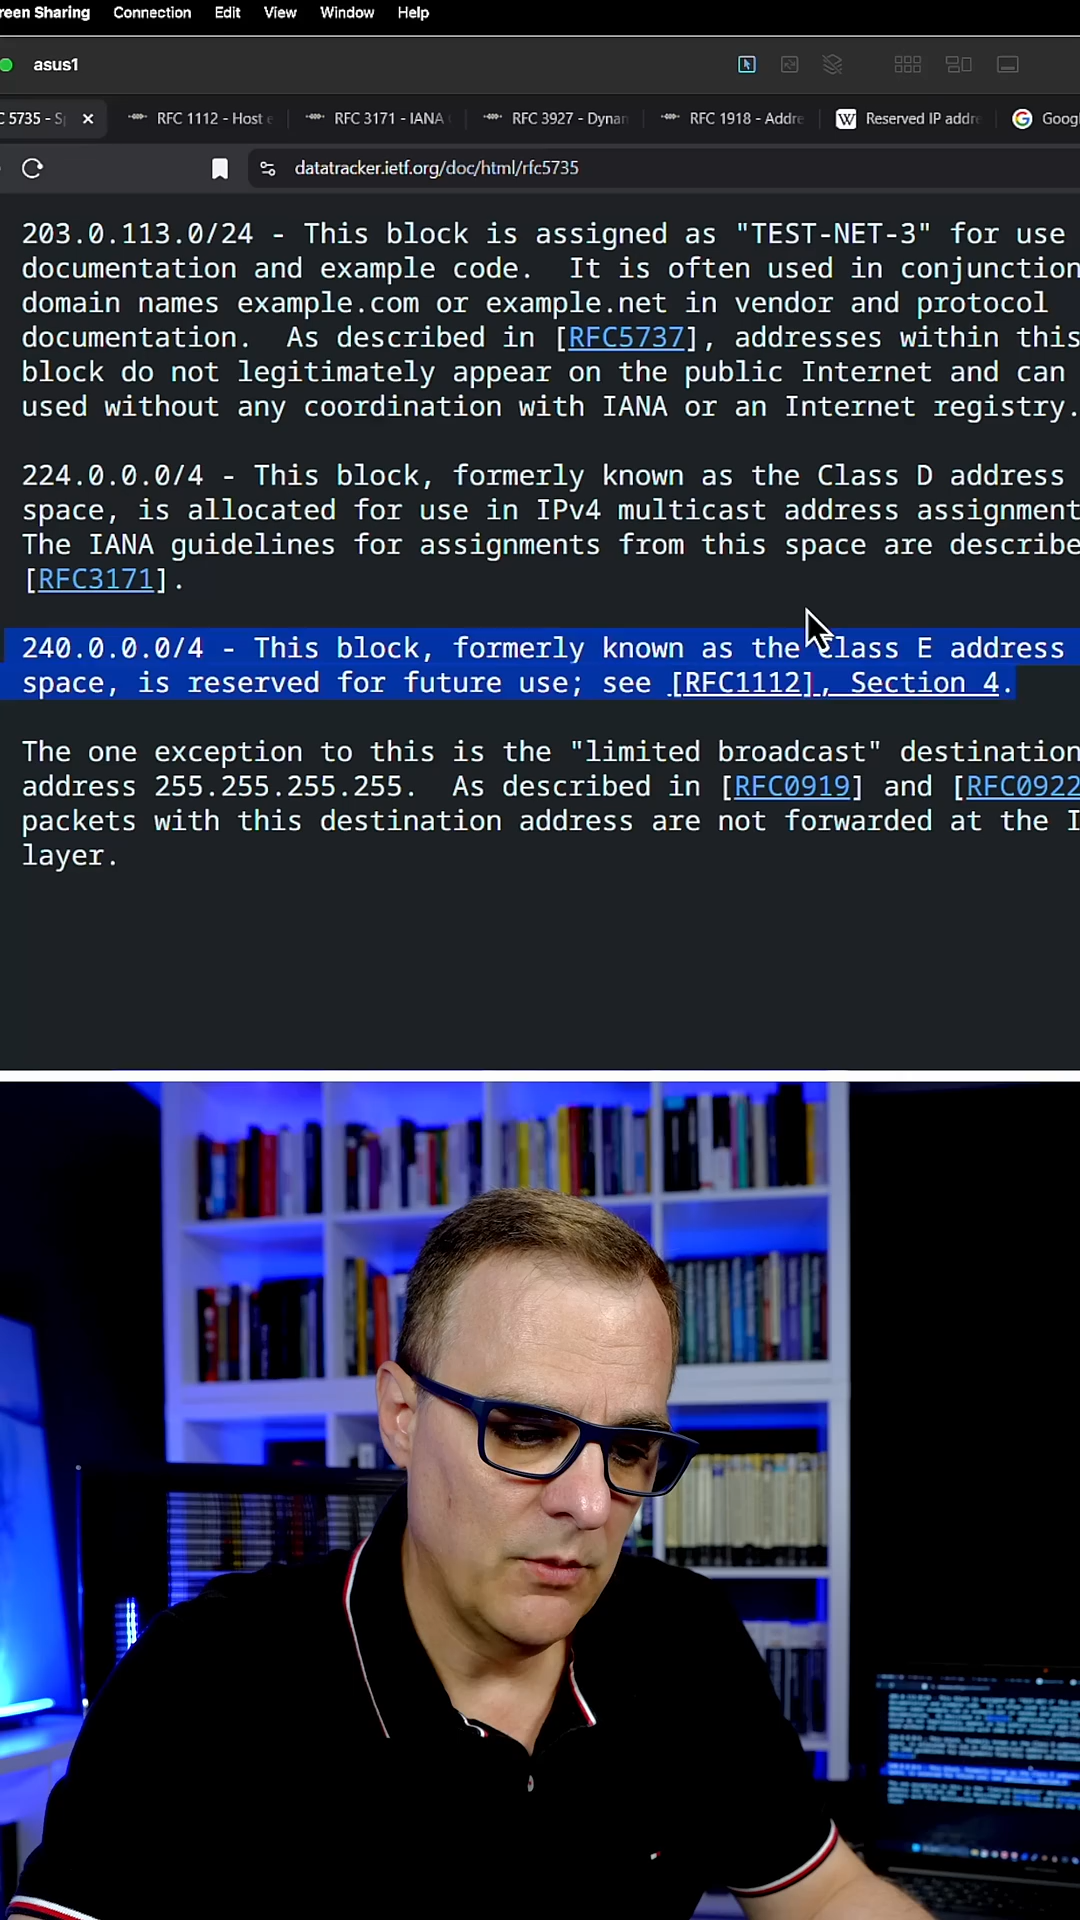 reen Sharing Connection Edit View Window Help
asus1
C 5735 - Sp RFC 1112 - Host e RFC 3171 - IANA RFC 3927 - Dynam RFC 1918 - Addre W Reserved IP addre G Googl
datatracker.ietf.org/doc/html/rfc5735
203.0.113.0/24 - This block is assigned as "TEST-NET-3" for use
documentation and example code. It is often used in conjunction
domain names example.com or example.net in vendor and protocol
documentation. As described in [RFC5737], addresses within this
block do not legitimately appear on the public Internet and can
used without any coordination with IANA or an Internet registry.
224.0.0.0/4 - This block, formerly known as the Class D address
space, is allocated for use in IPv4 multicast address assignment
The IANA guidelines for assignments from this space are describe
[RFC3171].
240.0.0.0/4 - This block, formerly known as the Class E address
space, is reserved for future use; see [RFC1112], Section 4.
The one exception to this is the "limited broadcast" destination
address 255.255.255.255. As described in [RFC0919] and [RFC0922
packets with this destination address are not forwarded at the I
layer.